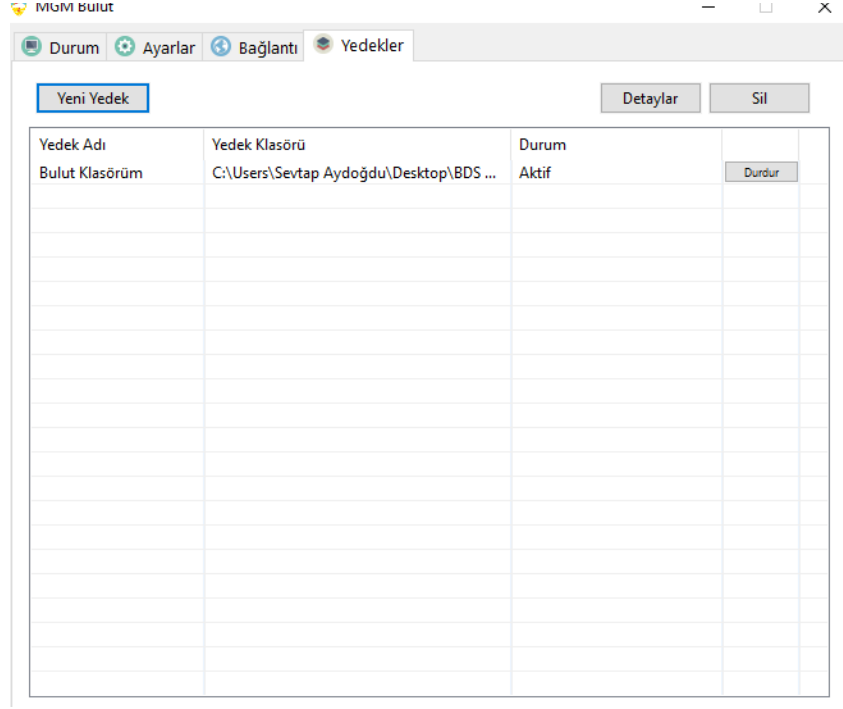 MGM Bulut
Durum Ayarlar Bağlantı Yedekler
Yeni Yedek Detaylar Sil
Yedek Adı Yedek Klasörü Durum
Bulut Klasörüm C:\Users\Sevtap Aydoğdu\Desktop\BDS ... Aktif Durdur